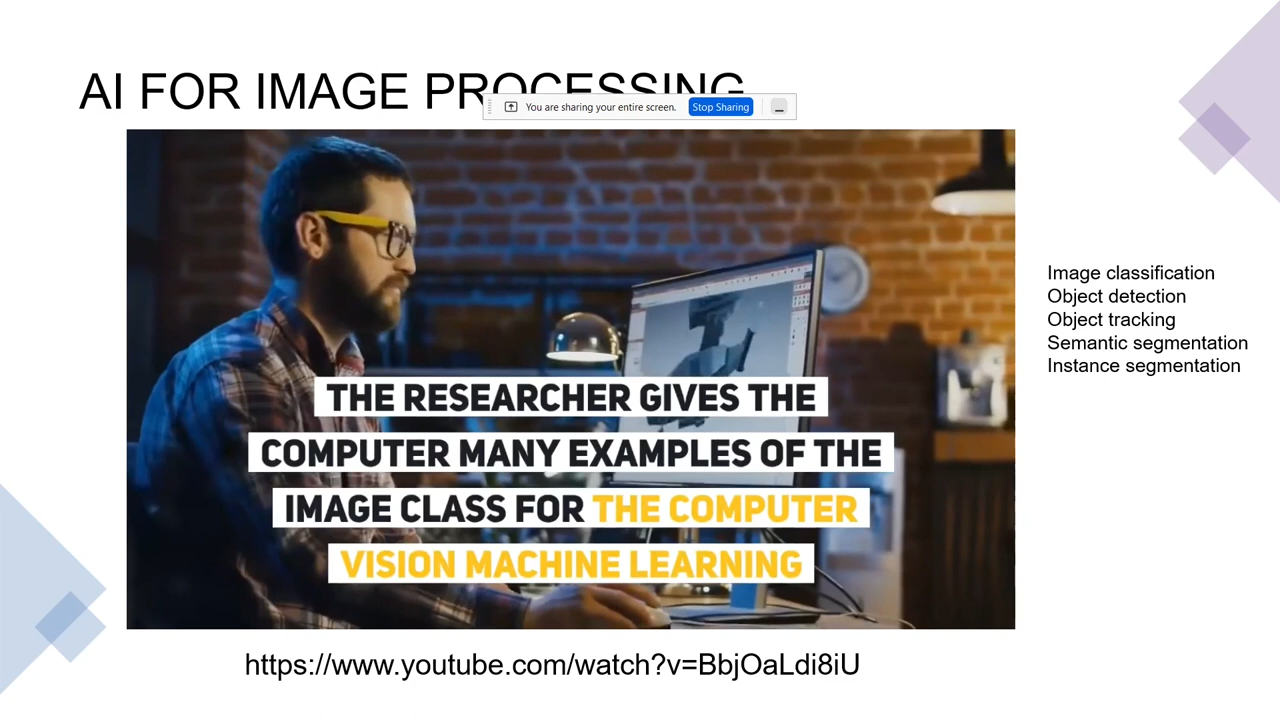 AI FOR IMAGE PROCESSING
You are sharing your entire screen.
Stop Sharing
THE RESEARCHER GIVES THE
COMPUTER MANY EXAMPLES OF THE
IMAGE CLASS FOR THE COMPUTER
VISION MACHINE LEARNING
Image classification
Object detection
Object tracking
Semantic segmentation
Instance segmentation
https://www.youtube.com/watch?v=BbjOaLdi8iU